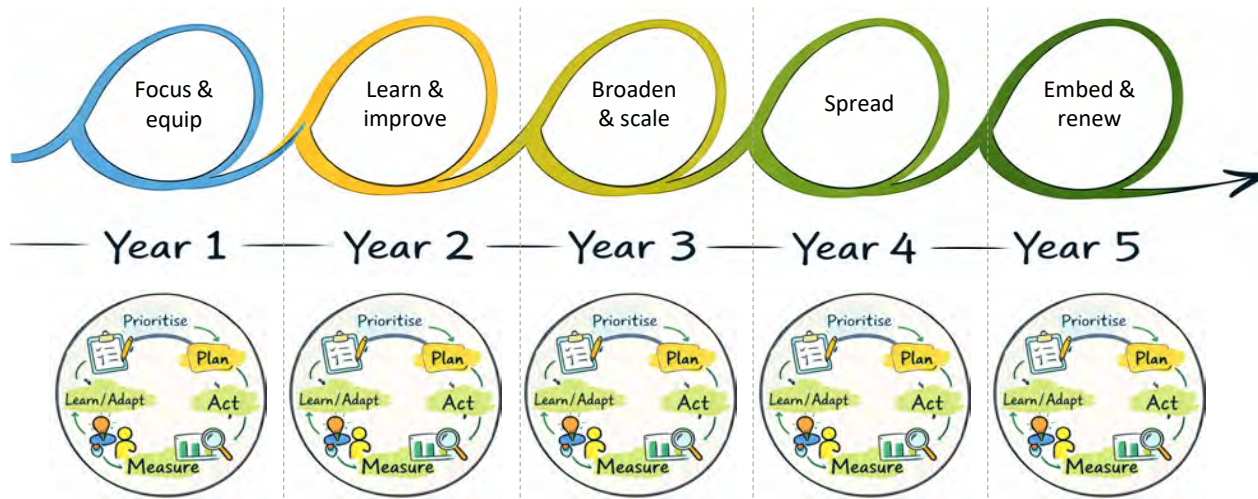 Focus &
equip
Learn &
improve
Broaden
& scale
Spread
Embed &
renew
Year 1
Year 2
Year 3
Year 4
Year 5
Prioritise
Plan
Act
Measure
Learn/Adapt
Prioritise
Plan
Act
Measure
Learn/Adapt
Prioritise
Plan
Act
Measure
Learn/Adapt
Prioritise
Plan
Act
Measure
Learn/Adapt
Prioritise
Plan
Act
Measure
Learn/Adapt